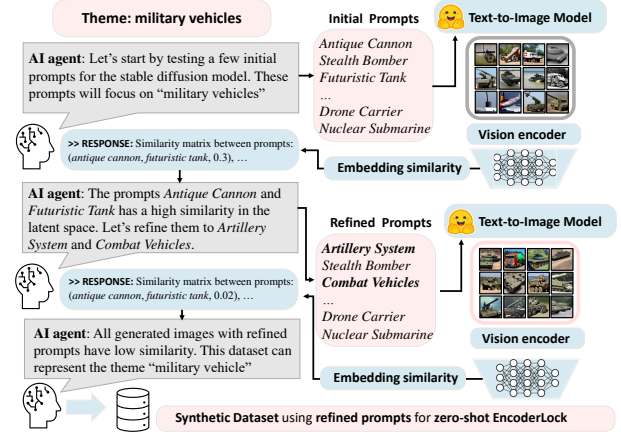 Theme: military vehicles
Initial Prompts
Text-to-Image Model
AI agent: Let's start by testing a few initial
prompts for the stable diffusion model. These
prompts will focus on "military vehicles"
Antique Cannon
Stealth Bomber
Futuristic Tank
...
Drone Carrier
Nuclear Submarine
Vision encoder
>> RESPONSE: Similarity matrix between prompts:
(antique cannon, futuristic tank, 0.3), ...
Embedding similarity
AI agent: The prompts Antique Cannon and
Futuristic Tank has a high similarity in the
latent space. Let's refine them to Artillery
System and Combat Vehicles.
Refined Prompts
Text-to-Image Model
Artillery System
Stealth Bomber
Combat Vehicles
...
Drone Carrier
Nuclear Submarine
>> RESPONSE: Similarity matrix between prompts:
(antique cannon, futuristic tank, 0.02), ...
Vision encoder
AI agent: All generated images with refined
prompts have low similarity. This dataset can
represent the theme "military vehicle"
Embedding similarity
Synthetic Dataset using refined prompts for zero-shot EncoderLock